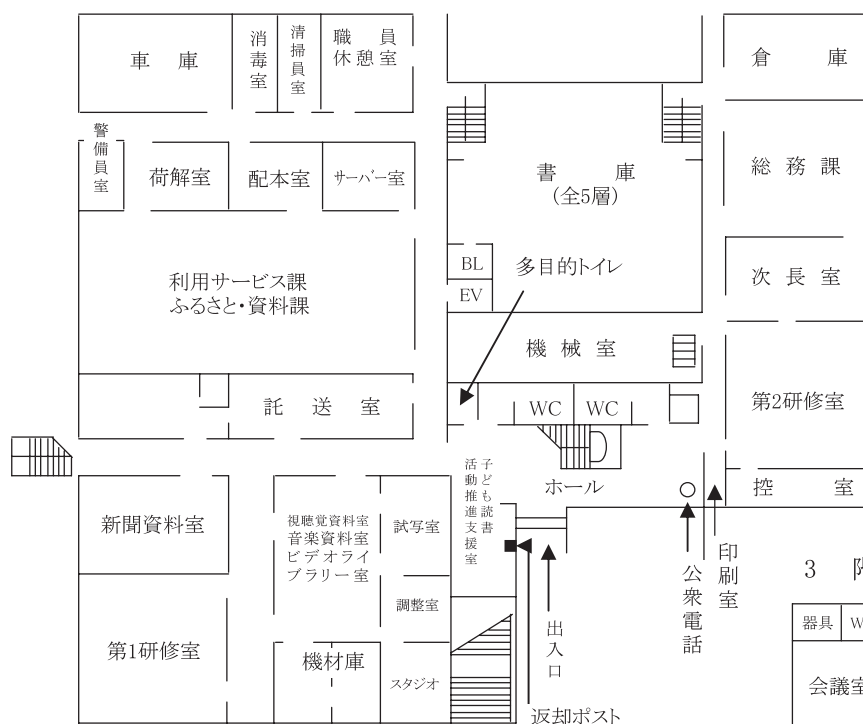 車庫
消毒室
清掃員室
職員
休憩室
倉庫
警備員室
荷解室
配本室
サーバー室
書庫
(全5層)
総務課
利用サービス課
ふるさと・資料課
BL
EV
多目的トイレ
次長室
機械室
託送室
WC
WC
第2研修室
子ども読書
活動推進支援室
ホール
控室
新聞資料室
視聴覚資料室
音楽資料室
ビデオライ
ブラリー室
試写室
調整室
第1研修室
機材庫
スタジオ
出入口
返却ポスト
公衆電話
印刷室
3
器具
会議室